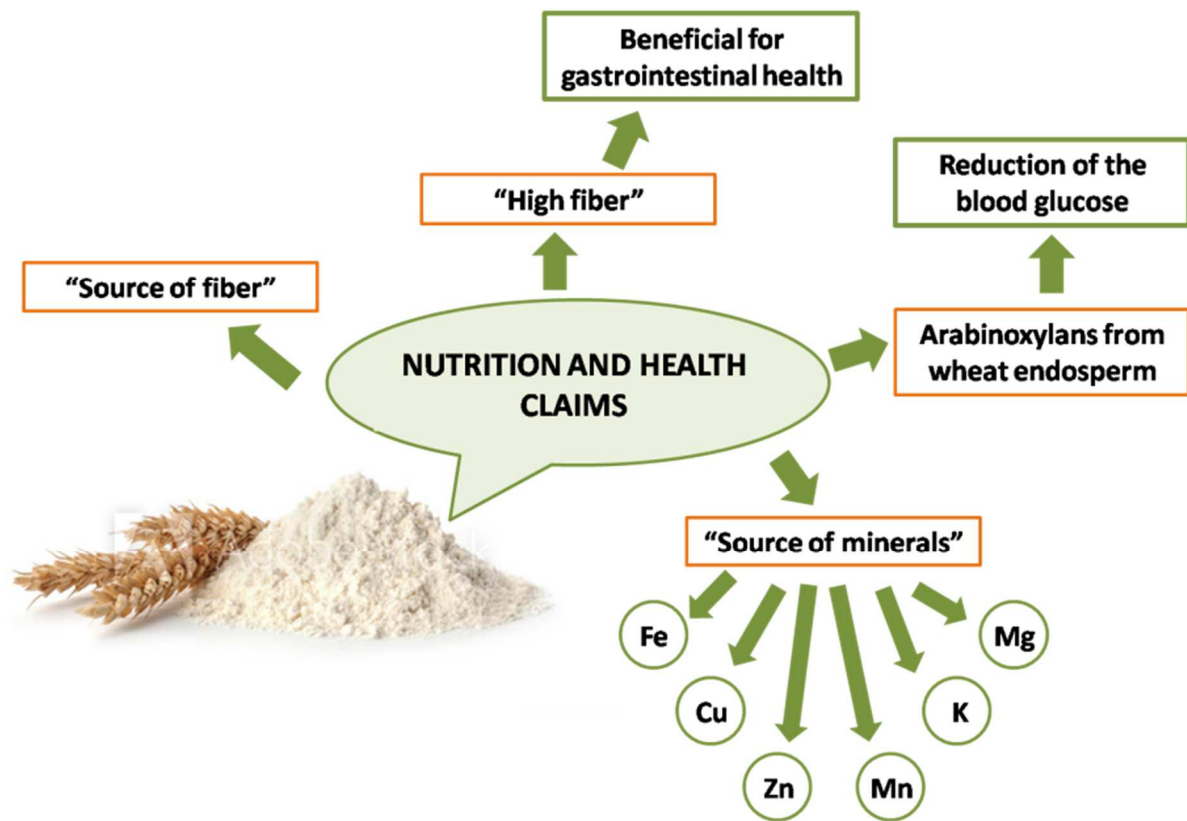 Beneficial for
gastrointestinal health
Reduction of the
blood glucose
“High fiber”
“Source of fiber”
Arabinoxylans from
wheat endosperm
NUTRITION AND HEALTH
CLAIMS
“Source of minerals”
Fe
Mg
Cu
K
Zn
Mn